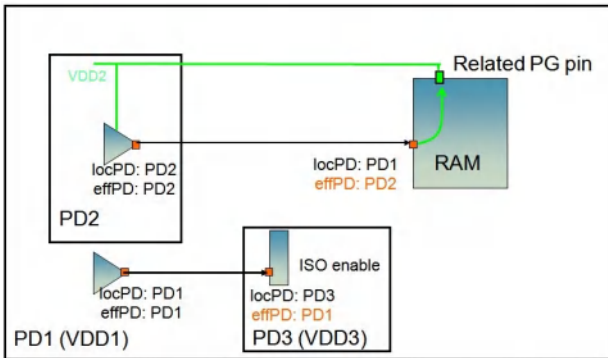 VDD2
Related PG pin
RAM
locPD: PD2
effPD: PD2
PD2
locPD: PD1
effPD: PD2
ISO enable
locPD: PD1
effPD: PD1
locPD: PD3
effPD: PD1
PD1 (VDD1)
PD3 (VDD3)